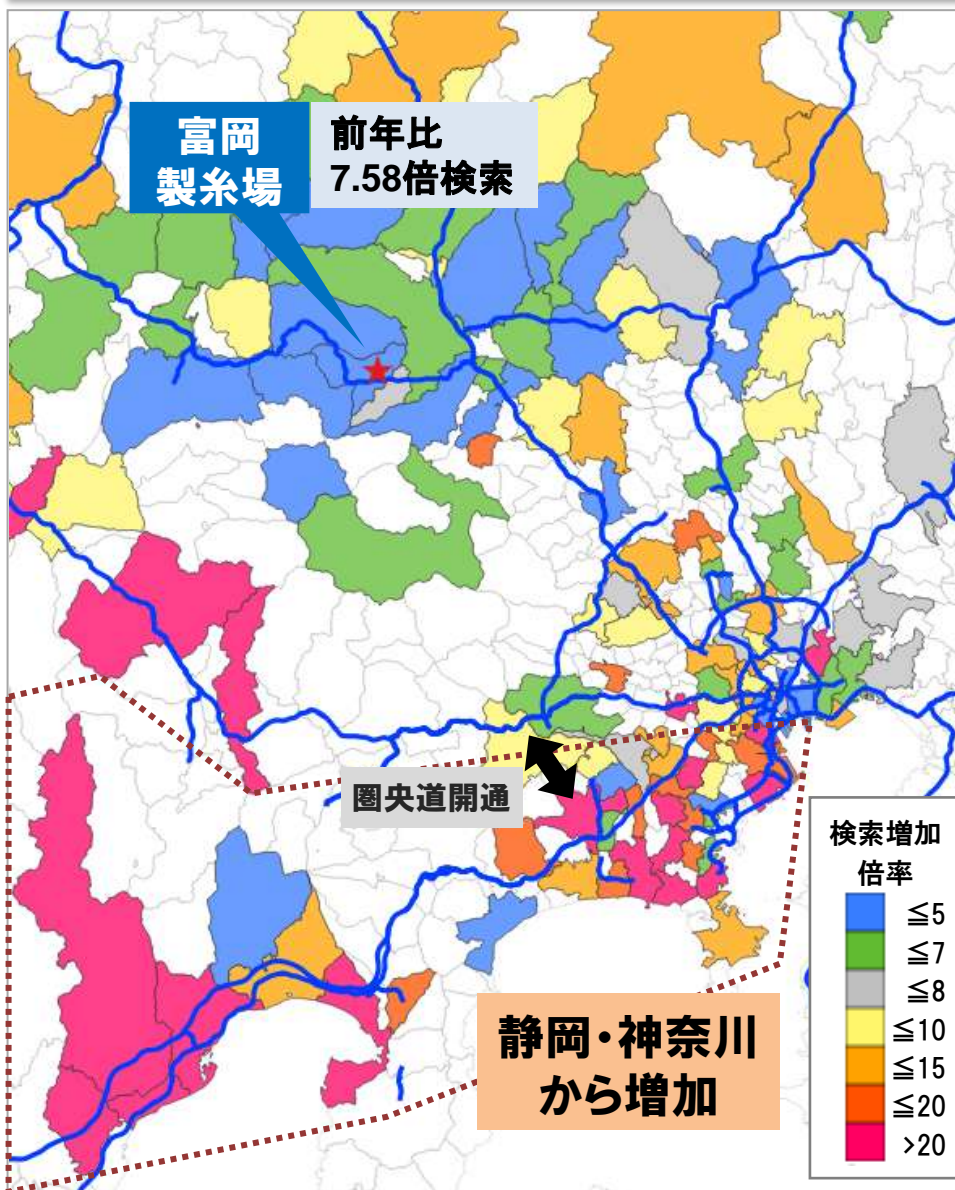 富岡
製糸場
前年比
7.58倍検索
圏央道開通
静岡・神奈川
から増加
検索増加
倍率
≦5
≦7
≦8
≦10
≦15
≦20
>20